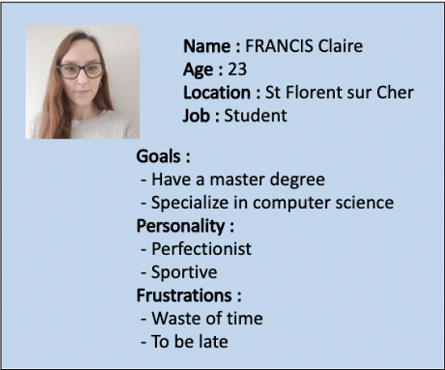 Name : FRANCIS Claire
Age : 23
Location : St Florent sur Cher
Job : Student
Goals :
- Have a master degree
- Specialize in computer science
Personality :
- Perfectionist
- Sportive
Frustrations :
- Waste of time
- To be late